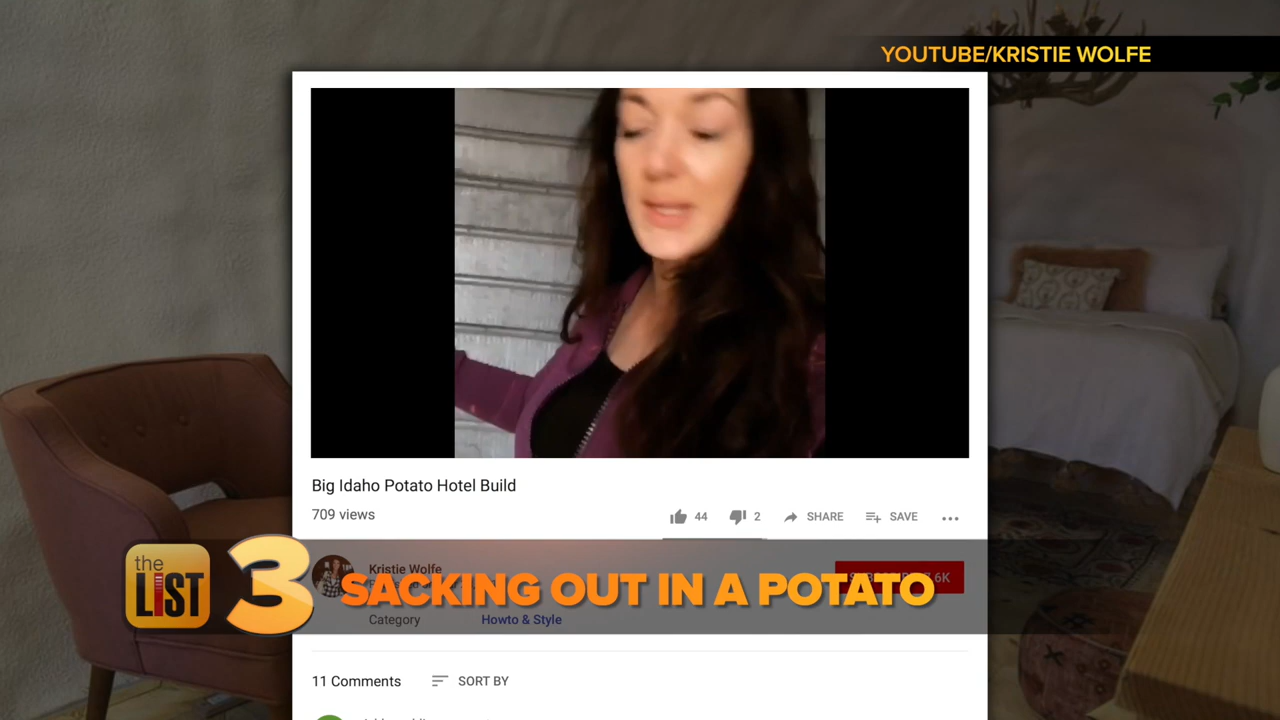 YOUTUBE/KRISTIE WOLFE
Big Idaho Potato Hotel Build
709 views
44
2
SHARE
SAVE
Kristie Wolfe
the
LIST
3
SACKING OUT IN A POTATO
6K
Category
Howto & Style
11 Comments
SORT BY